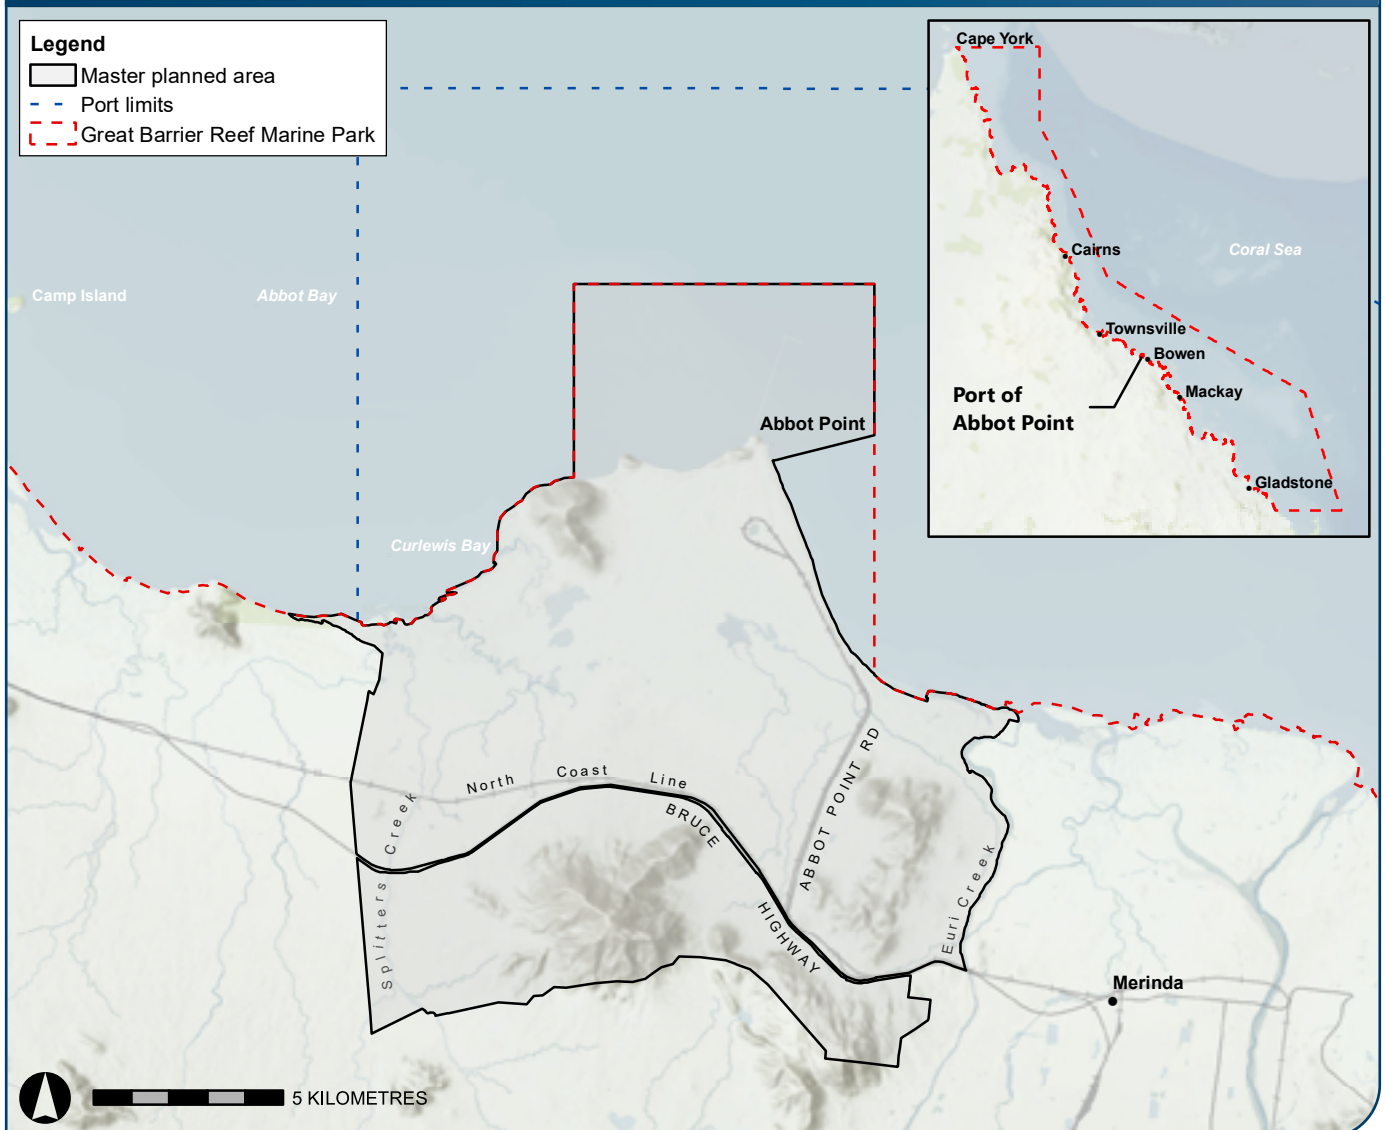 Legend
Master planned area
Port limits
Great Barrier Reef Marine Park
Cape York
Cairns
Coral Sea
Townsville
Bowen
Mackay
Port of
Abbot Point
Gladstone
Camp Island
Abbot Bay
Abbot Point
Curlewis Bay
North Coast Line
BRUCE
HIGHWAY
ABBOT POINT RD
Splitters Creek
Euri Creek
Merinda
5 KILOMETRES